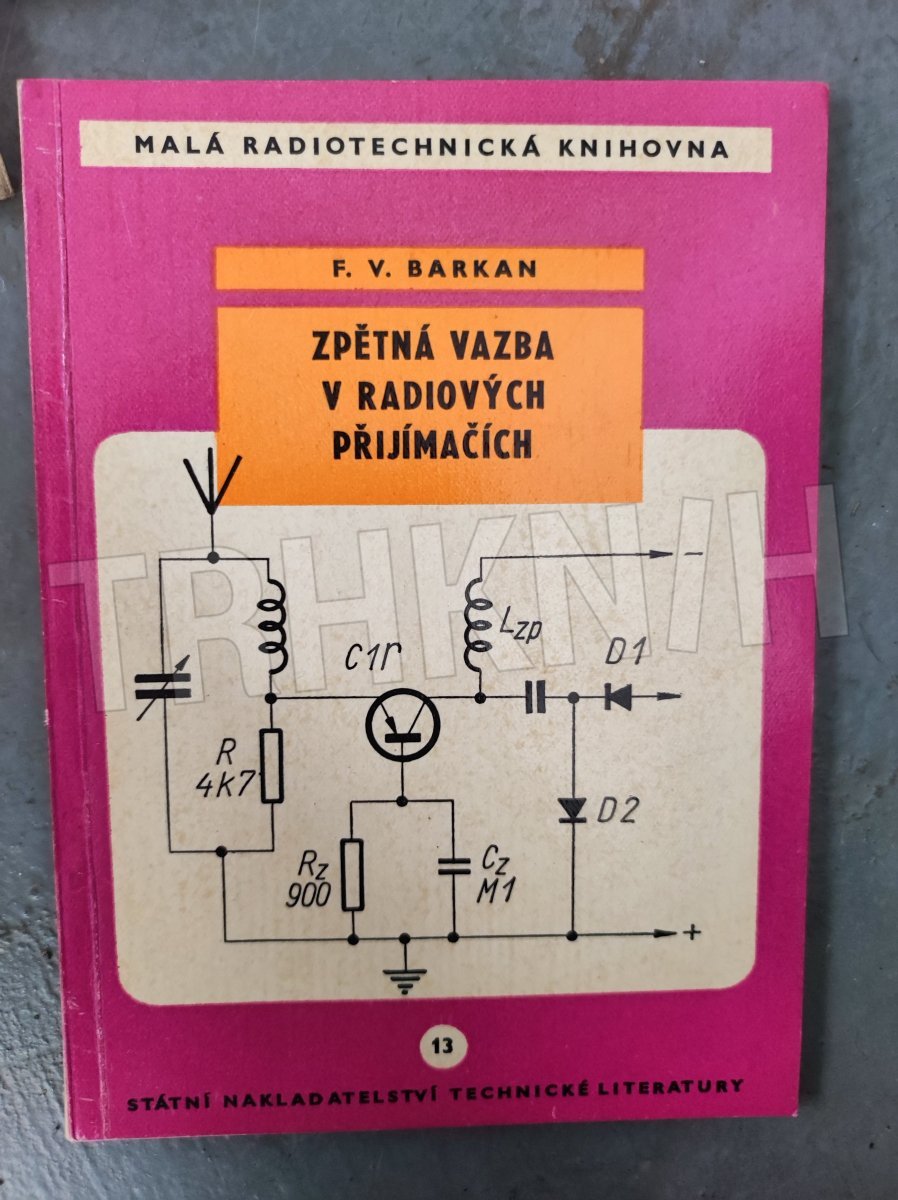 MALÁ RADIOTECHNICKÁ KNIHOVNA
F. V. BARKAN
ZPĚTNÁ VAZBA
V RADIOVÝCH
PŘIJÍMAČÍCH
TRHKNIH
−
Lzp
C1r
D1
R
4k7
D2
Rz
900
Cz
M1
+
13
STÁTNÍ NAKLADATELSTVÍ TECHNICKÉ LITERATURY